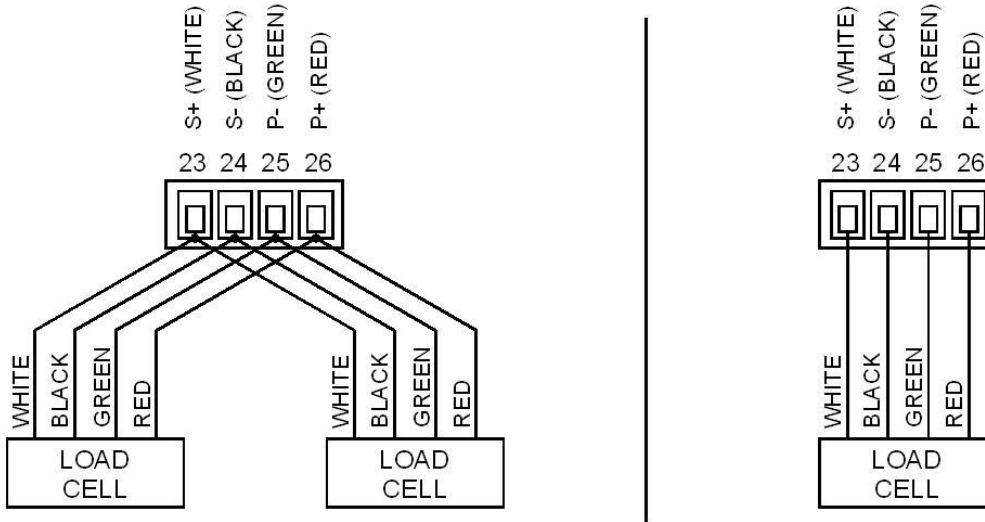 S+ (WHITE)
S- (BLACK)
P- (GREEN)
P+ (RED)
23 24 25 26
WHITE
BLACK
GREEN
RED
WHITE
BLACK
GREEN
RED
LOAD
CELL
LOAD
CELL
S+ (WHITE)
S- (BLACK)
P- (GREEN)
P+ (RED)
23 24 25 26
WHITE
BLACK
GREEN
RED
LOAD
CELL